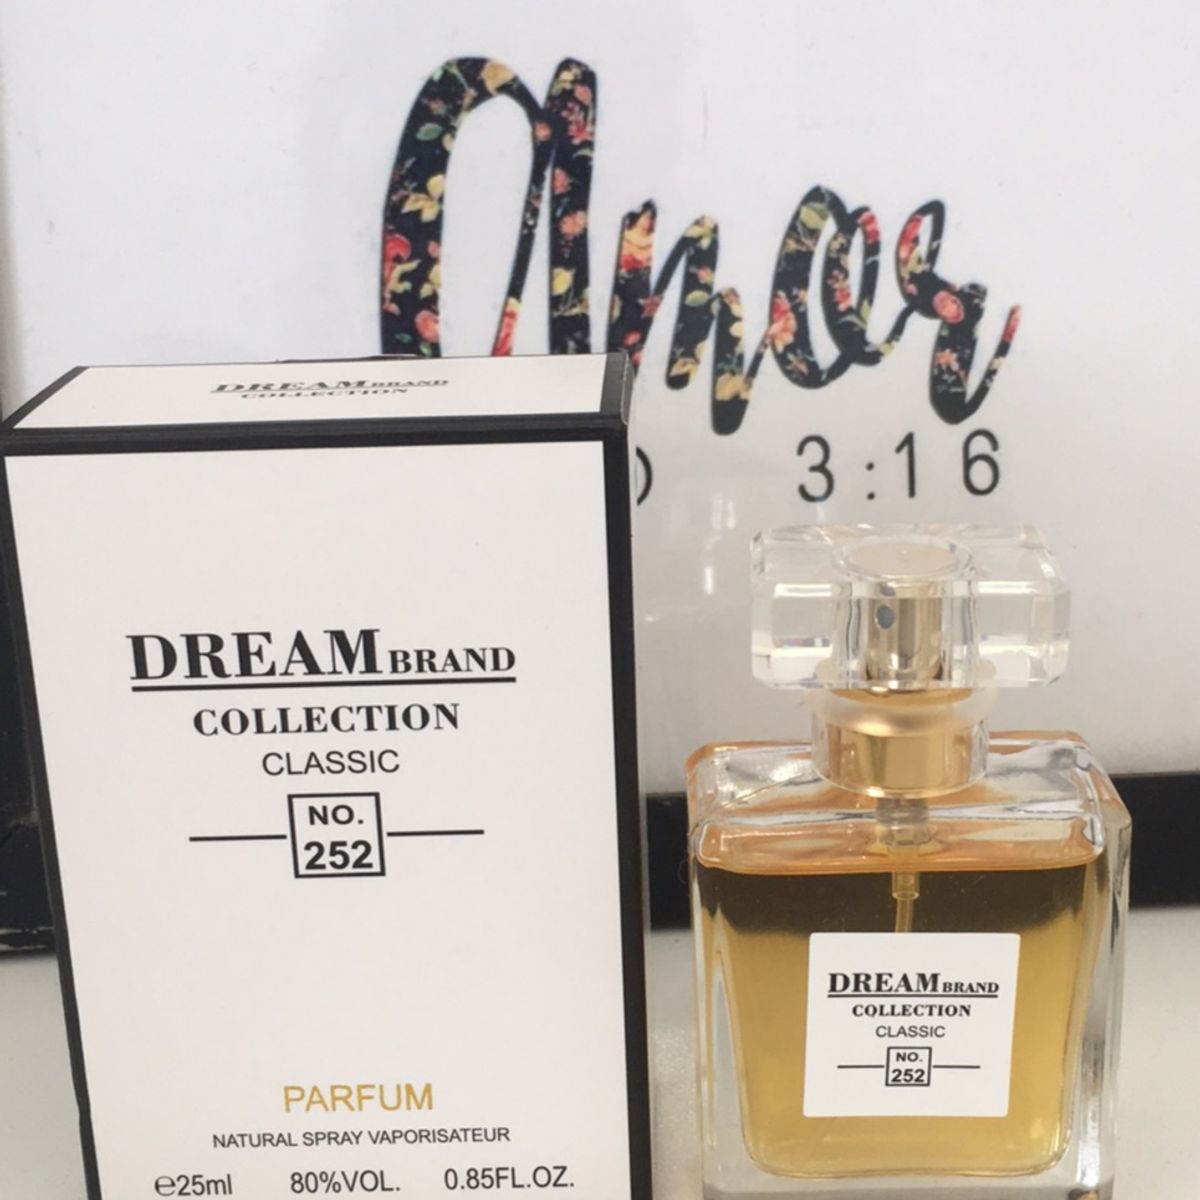 Amor
3:16
DREAM BRAND
COLLECTION
DREAM BRAND
COLLECTION
CLASSIC
NO.
252
PARFUM
NATURAL SPRAY VAPORISATEUR
℮25ml 80%VOL. 0.85FL.OZ.
DREAM BRAND
COLLECTION
CLASSIC
NO.
252